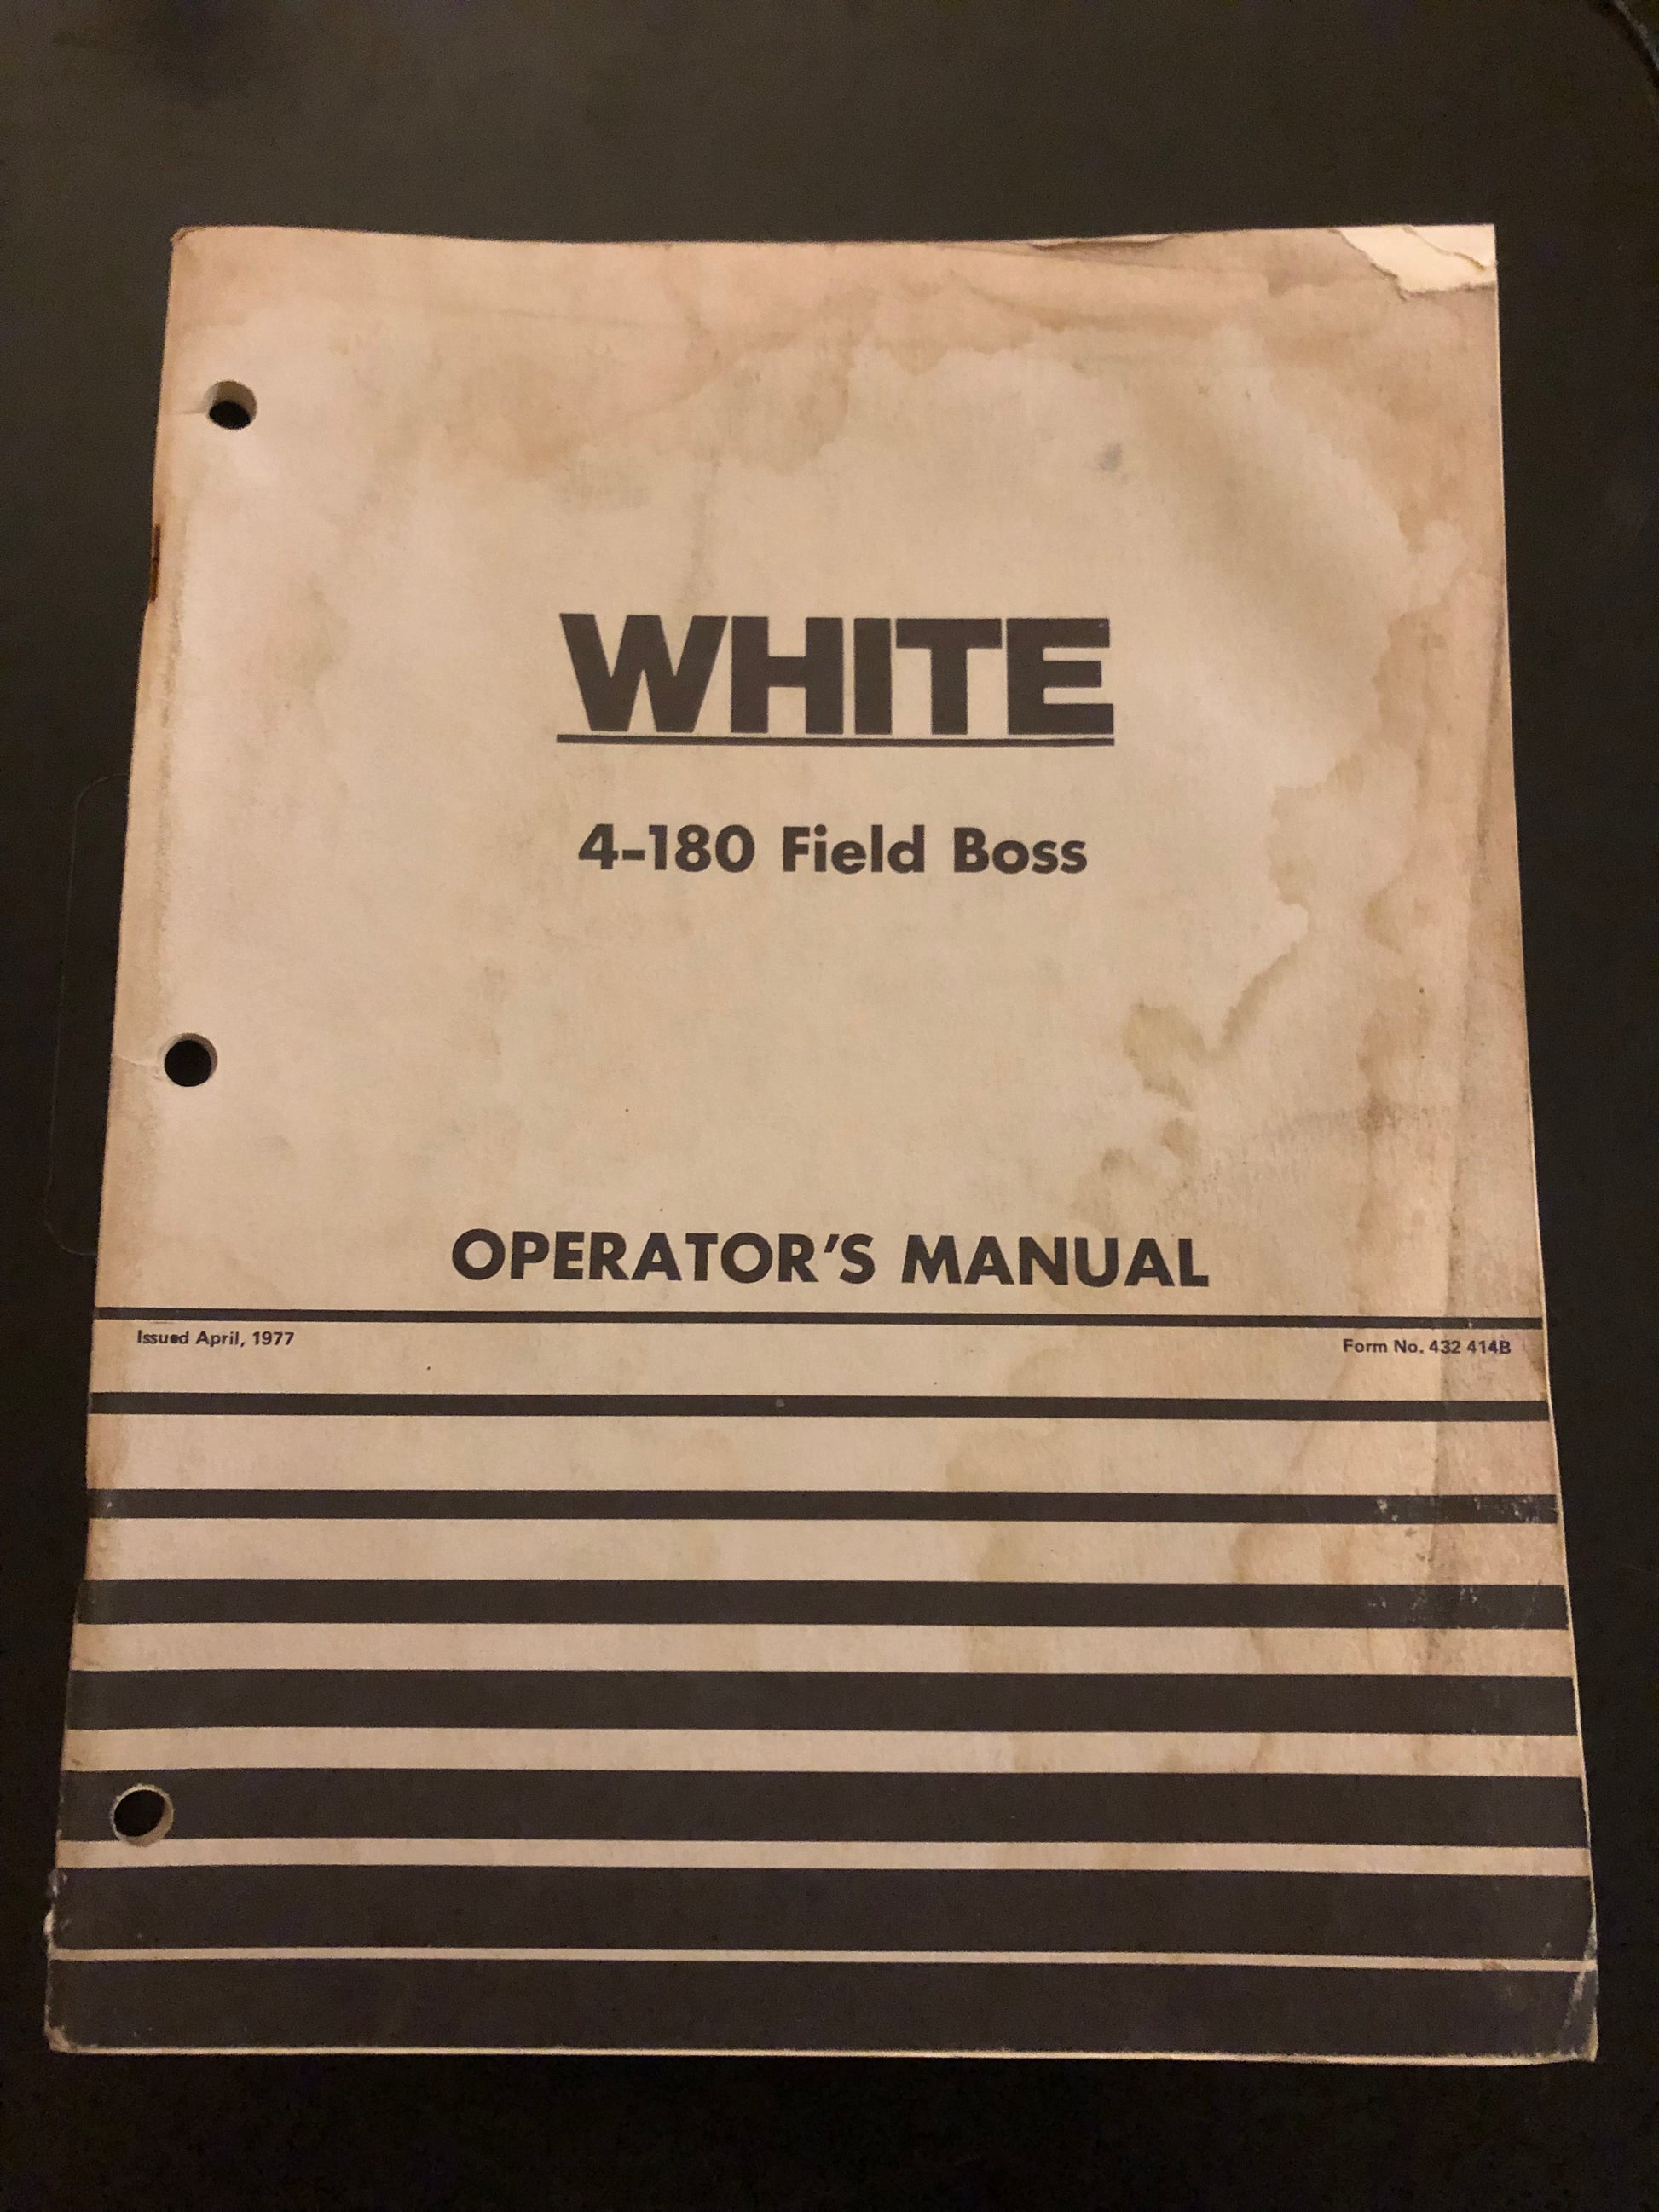 WHITE
4-180 Field Boss
OPERATOR'S MANUAL
Issued April, 1977
Form No. 432 414B